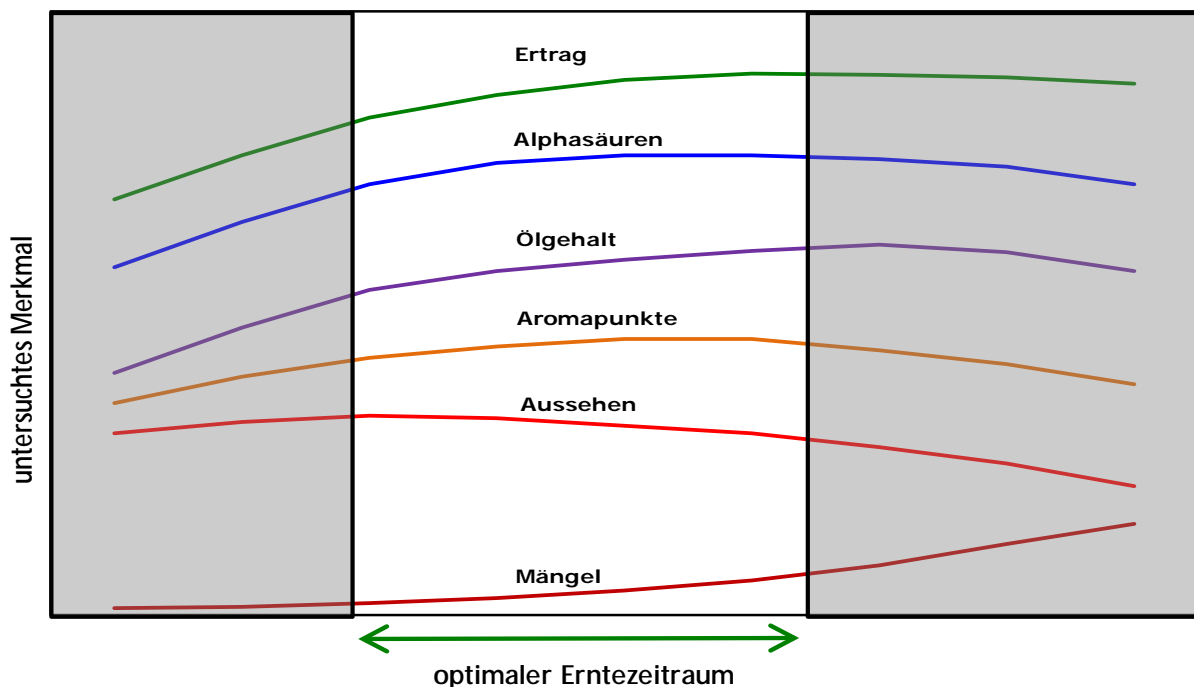 Ertrag
Alphasäuren
Ölgehalt
Aromapunkte
Aussehen
Mängel
untersuchtes Merkmal
optimaler Erntezeitraum